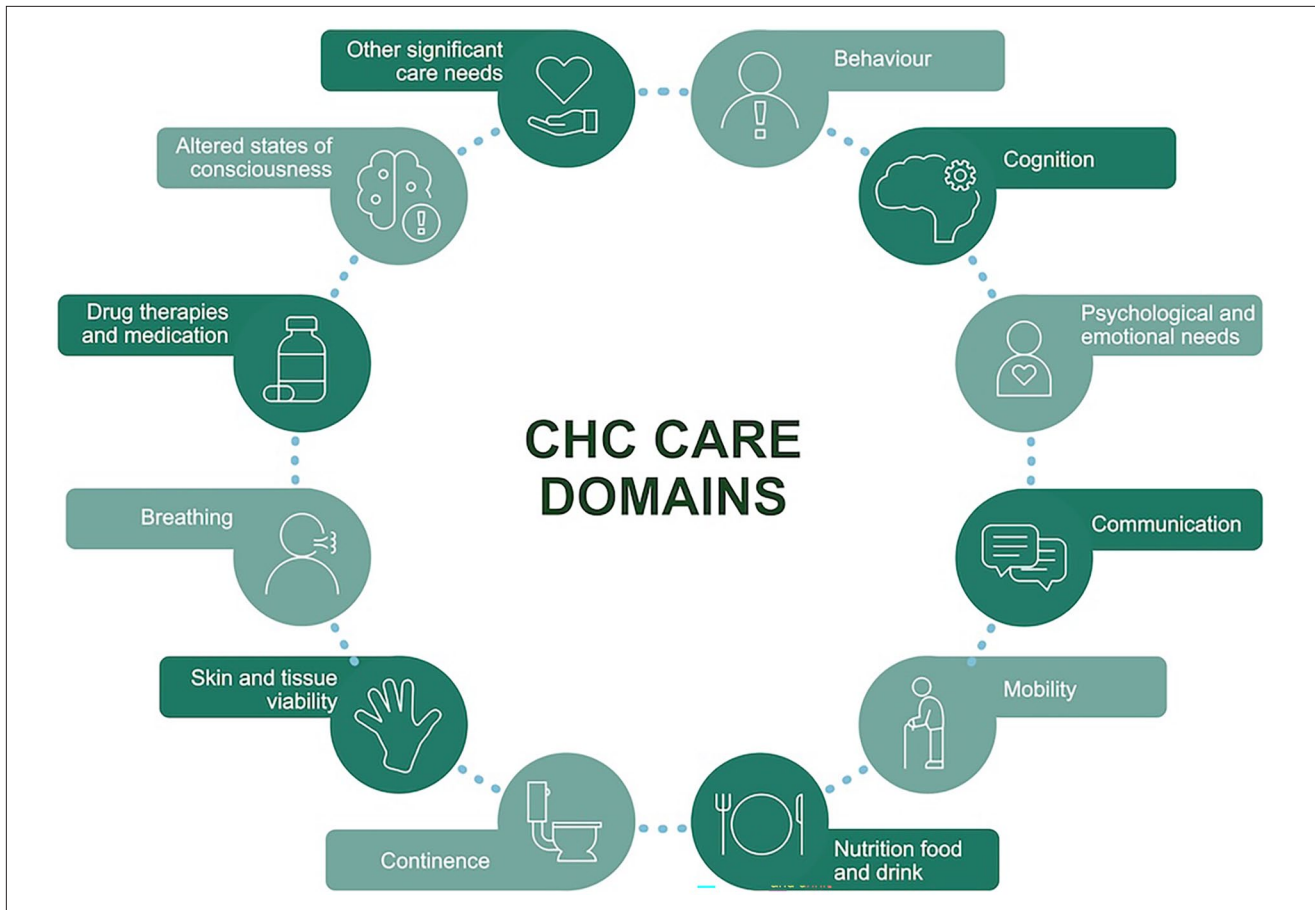 Other significant
care needs
Behaviour
Altered states of
consciousness
Cognition
Drug therapies
and medication
Psychological and
emotional needs
CHC CARE
DOMAINS
Breathing
Communication
Skin and tissue
viability
Mobility
Continence
Nutrition food
and drink